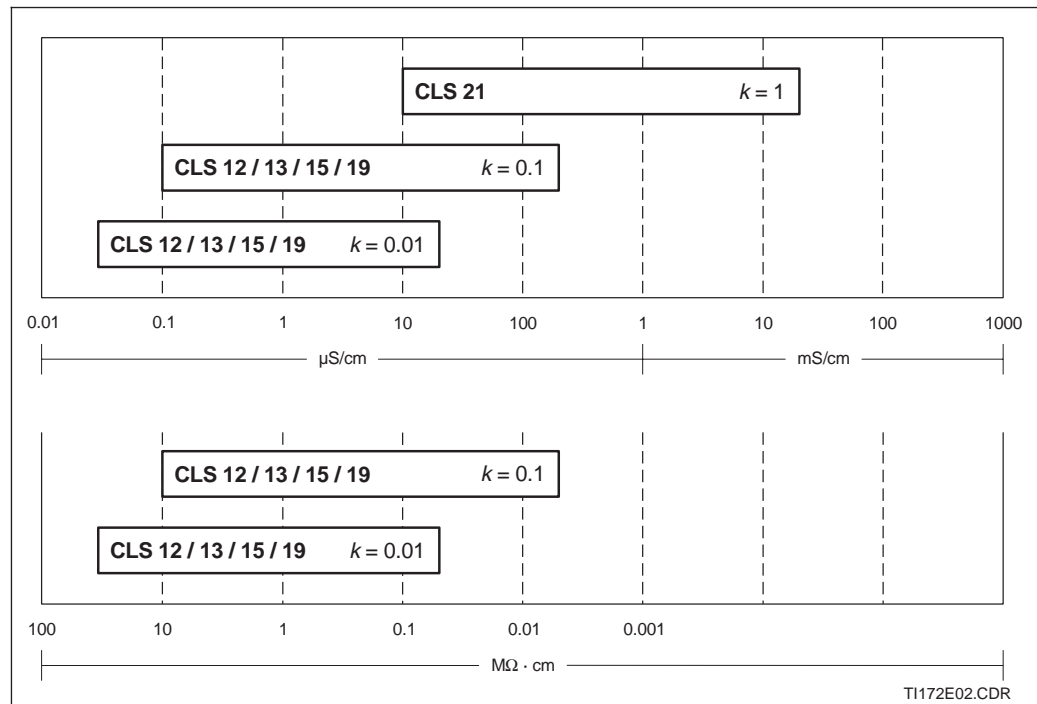 CLS 21 k = 1
CLS 12 / 13 / 15 / 19 k = 0.1
CLS 12 / 13 / 15 / 19 k = 0.01
0.01 0.1 1 10 100 1 10 100 1000
µS/cm mS/cm
CLS 12 / 13 / 15 / 19 k = 0.1
CLS 12 / 13 / 15 / 19 k = 0.01
100 10 1 0.1 0.01 0.001
MΩ · cm
TI172E02.CDR